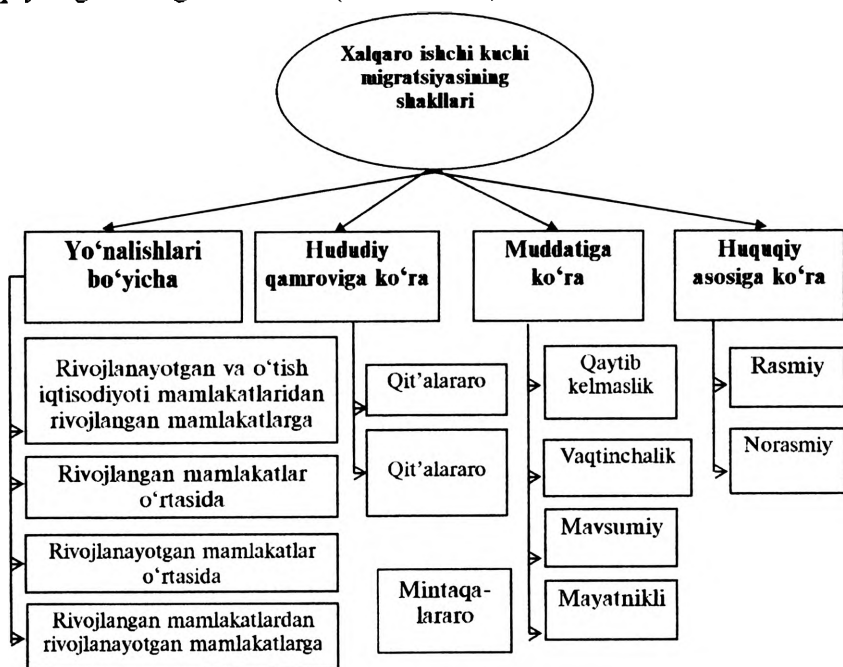 Xalqaro ishchi kuchi
migratsiyasining
shakllari
Yo‘nalishlari
bo‘yicha
Hududiy
qamroviga ko‘ra
Muddatiga
ko‘ra
Huquqiy
asosiga ko‘ra
Rivojlanayotgan va o‘tish
iqtisodiyoti mamlakatlaridan
rivojlangan mamlakatlarga
Rivojlangan mamlakatlar
o‘rtasida
Rivojlanayotgan mamlakatlar
o‘rtasida
Rivojlangan mamlakatlardan
rivojlanayotgan mamlakatlarga
Qit’alararo
Qit’alararo
Mintaqa-
lararo
Qaytib
kelmaslik
Vaqtinchalik
Mavsumiy
Mayatnikli
Rasmiy
Norasmiy